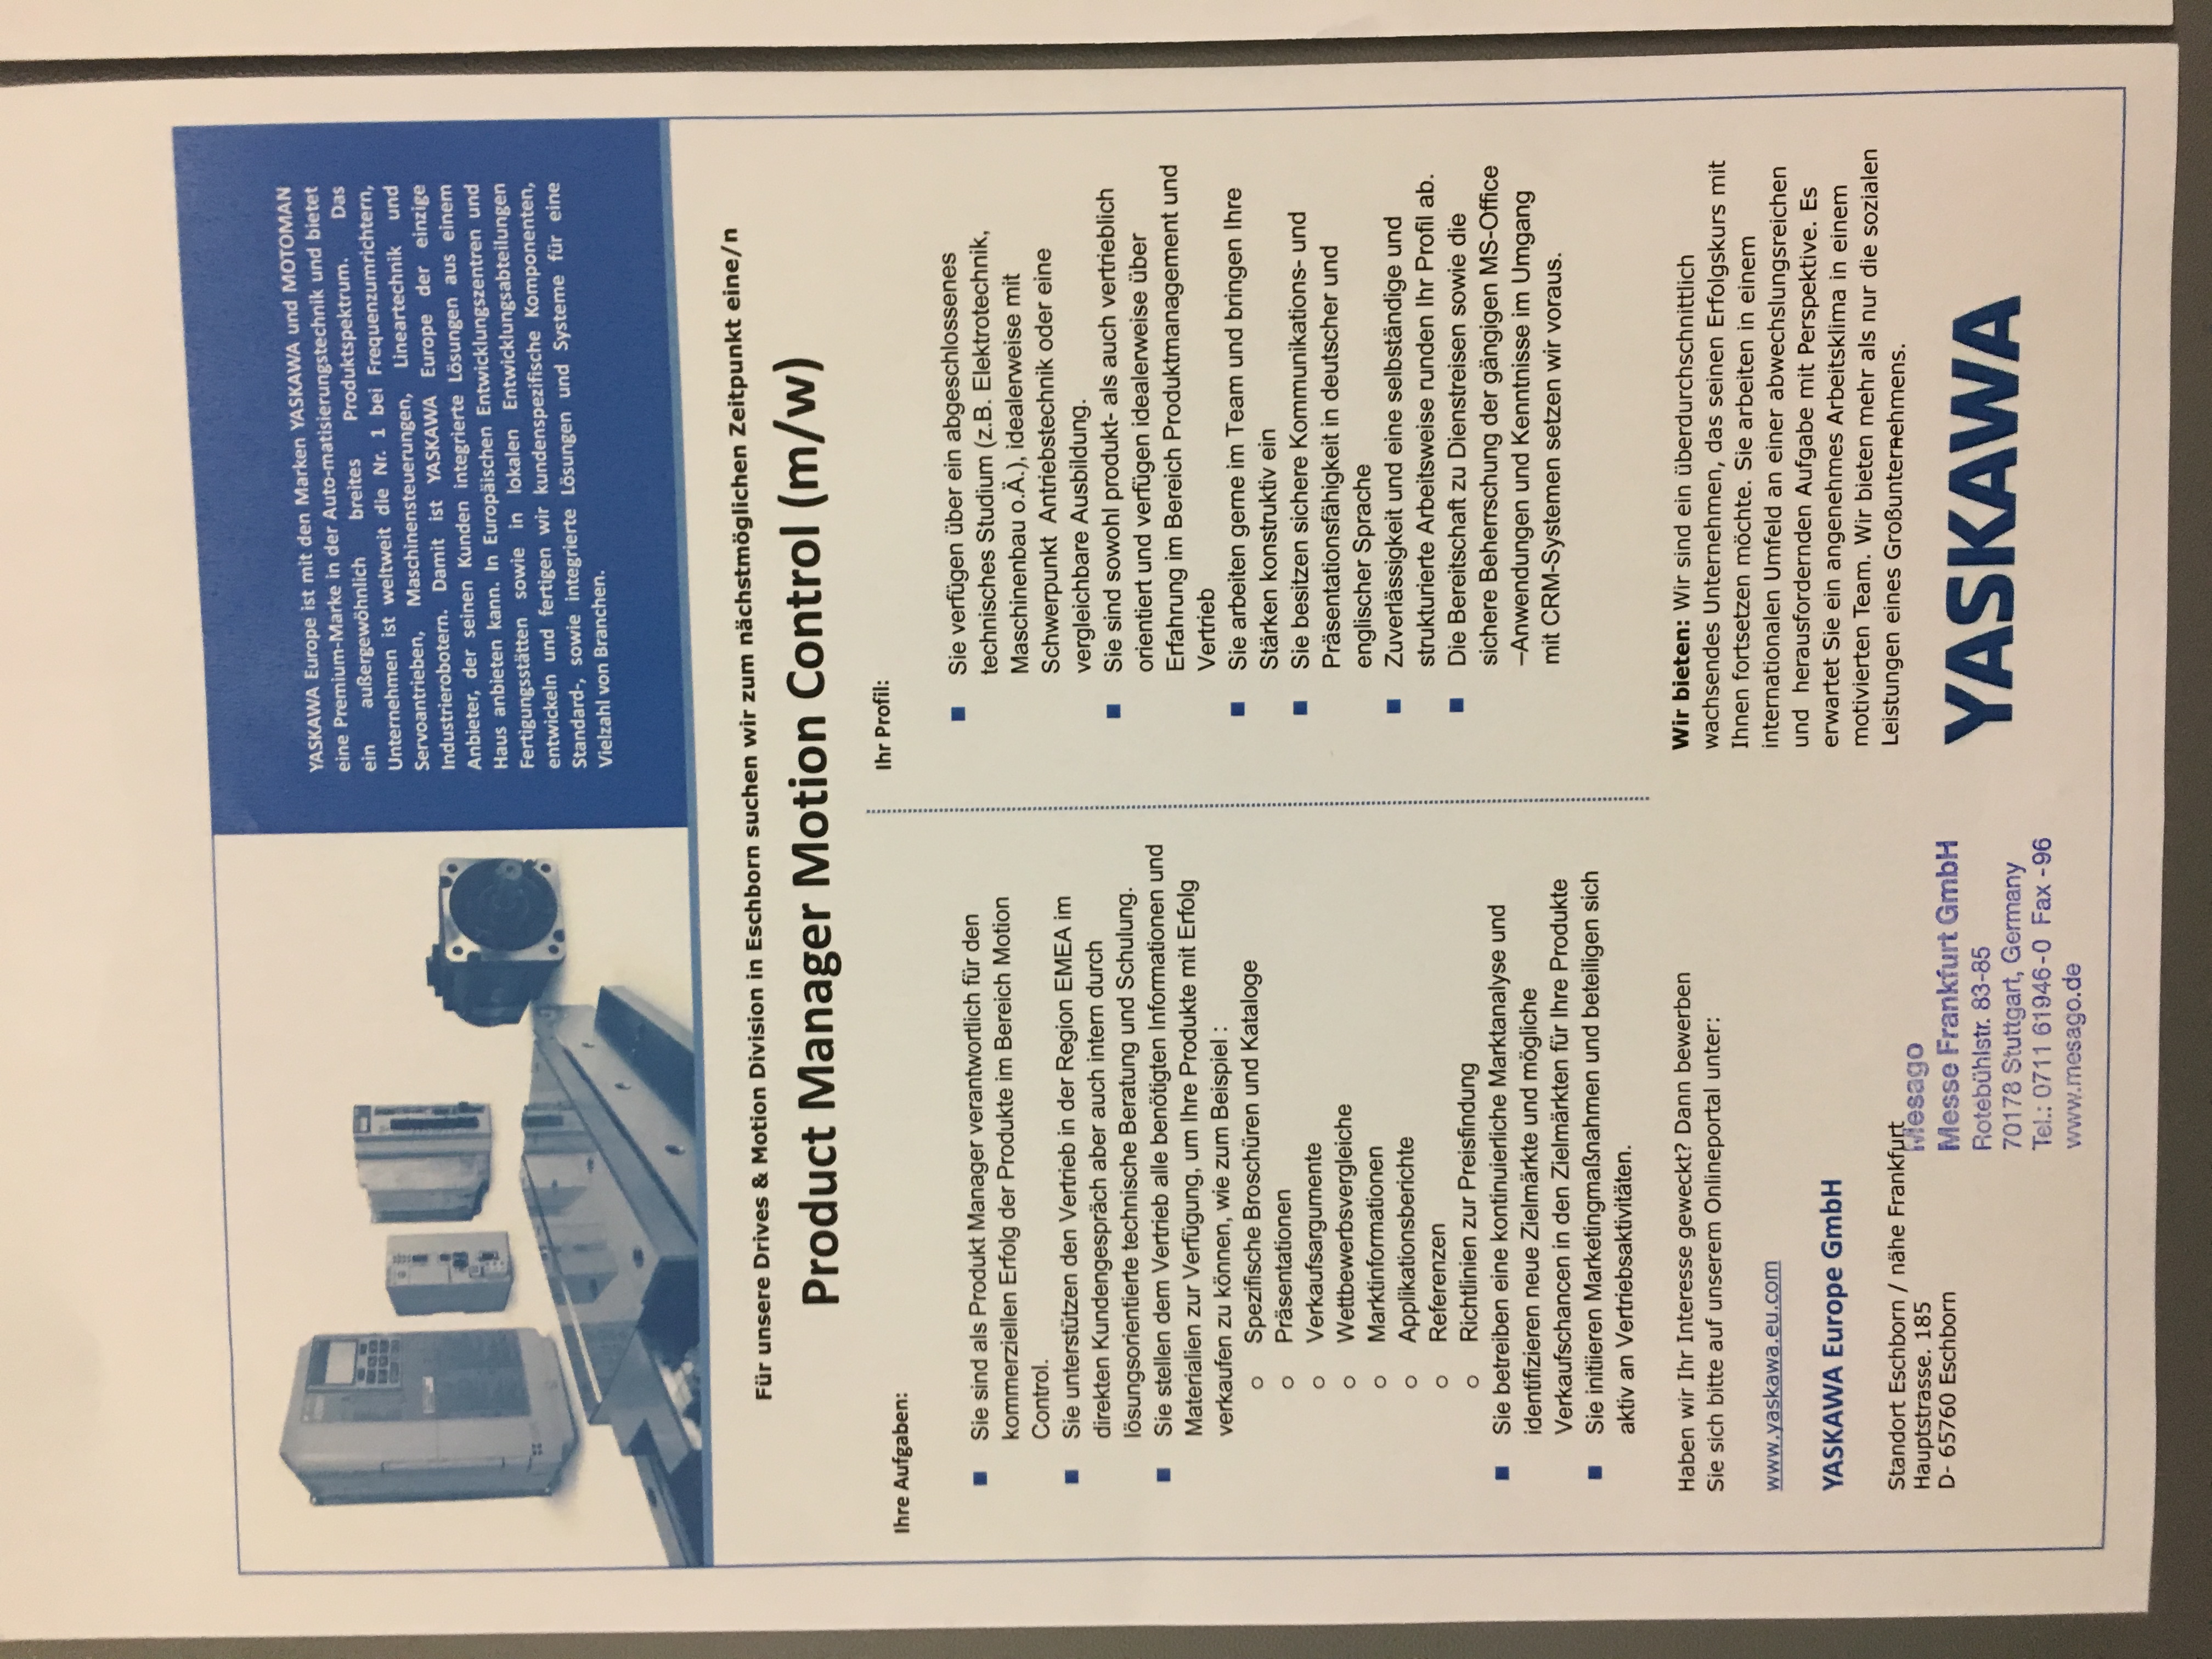 YASKAWA Europe ist mit den Marken YASKAWA und MOTOMAN
eine Premium-Marke in der Auto-matisierungstechnik und bietet
ein außergewöhnlich breites Produktspektrum. Das
Unternehmen ist weltweit die Nr. 1 bei Frequenzumrichtern,
Servoantrieben, Maschinensteuerungen, Lineartechnik und
Industrierobotern. Damit ist YASKAWA Europe der einzige
Anbieter, der seinen Kunden integrierte Lösungen aus einem
Haus anbieten kann. In Europäischen Entwicklungszentren und
Fertigungsstätten sowie in lokalen Entwicklungsabteilungen
entwickeln und fertigen wir kundenspezifische Komponenten,
Standard-, sowie integrierte Lösungen und Systeme für eine
Vielzahl von Branchen.
Für unsere Drives & Motion Division in Eschborn suchen wir zum nächstmöglichen Zeitpunkt eine/n
Product Manager Motion Control (m/w)
Ihre Aufgaben:
Sie sind als Produkt Manager verantwortlich für den
kommerziellen Erfolg der Produkte im Bereich Motion
Control.
Sie unterstützen den Vertrieb in der Region EMEA im
direkten Kundengespräch aber auch intern durch
lösungsorientierte technische Beratung und Schulung.
Sie stellen dem Vertrieb alle benötigten Informationen und
Materialien zur Verfügung, um Ihre Produkte mit Erfolg
verkaufen zu können, wie zum Beispiel :
o Spezifische Broschüren und Kataloge
o Präsentationen
o Verkaufsargumente
o Wettbewerbsvergleiche
o Marktinformationen
o Applikationsberichte
o Referenzen
o Richtlinien zur Preisfindung
Sie betreiben eine kontinuierliche Marktanalyse und
identifizieren neue Zielmärkte und mögliche
Verkaufschancen in den Zielmärkten für Ihre Produkte
Sie initiieren Marketingmaßnahmen und beteiligen sich
aktiv an Vertriebsaktivitäten.
Ihr Profil:
Sie verfügen über ein abgeschlossenes
technisches Studium (z.B. Elektrotechnik,
Maschinenbau o.Ä.), idealerweise mit
Schwerpunkt Antriebstechnik oder eine
vergleichbare Ausbildung.
Sie sind sowohl produkt- als auch vertrieblich
orientiert und verfügen idealerweise über
Erfahrung im Bereich Produktmanagement und
Vertrieb
Sie arbeiten gerne im Team und bringen Ihre
Stärken konstruktiv ein
Sie besitzen sichere Kommunikations- und
Präsentationsfähigkeit in deutscher und
englischer Sprache
Zuverlässigkeit und eine selbständige und
strukturierte Arbeitsweise runden Ihr Profil ab.
Die Bereitschaft zu Dienstreisen sowie die
sichere Beherrschung der gängigen MS-Office
–Anwendungen und Kenntnisse im Umgang
mit CRM-Systemen setzen wir voraus.
Haben wir Ihr Interesse geweckt? Dann bewerben
Sie sich bitte auf unserem Onlineportal unter:
www.yaskawa.eu.com
YASKAWA Europe GmbH
Standort Eschborn / nähe Frankfurt
Hauptstrasse. 185
D- 65760 Eschborn
Mesago
Messe Frankfurt GmbH
Rotebühlstr. 83-85
70178 Stuttgart, Germany
Tel.: 0711 61946-0 Fax -96
www.mesago.de
Wir bieten: Wir sind ein überdurchschnittlich
wachsendes Unternehmen, das seinen Erfolgskurs mit
Ihnen fortsetzen möchte. Sie arbeiten in einem
internationalen Umfeld an einer abwechslungsreichen
und herausfordernden Aufgabe mit Perspektive. Es
erwartet Sie ein angenehmes Arbeitsklima in einem
motivierten Team. Wir bieten mehr als nur die sozialen
Leistungen eines Großunternehmens.
YASKAWA